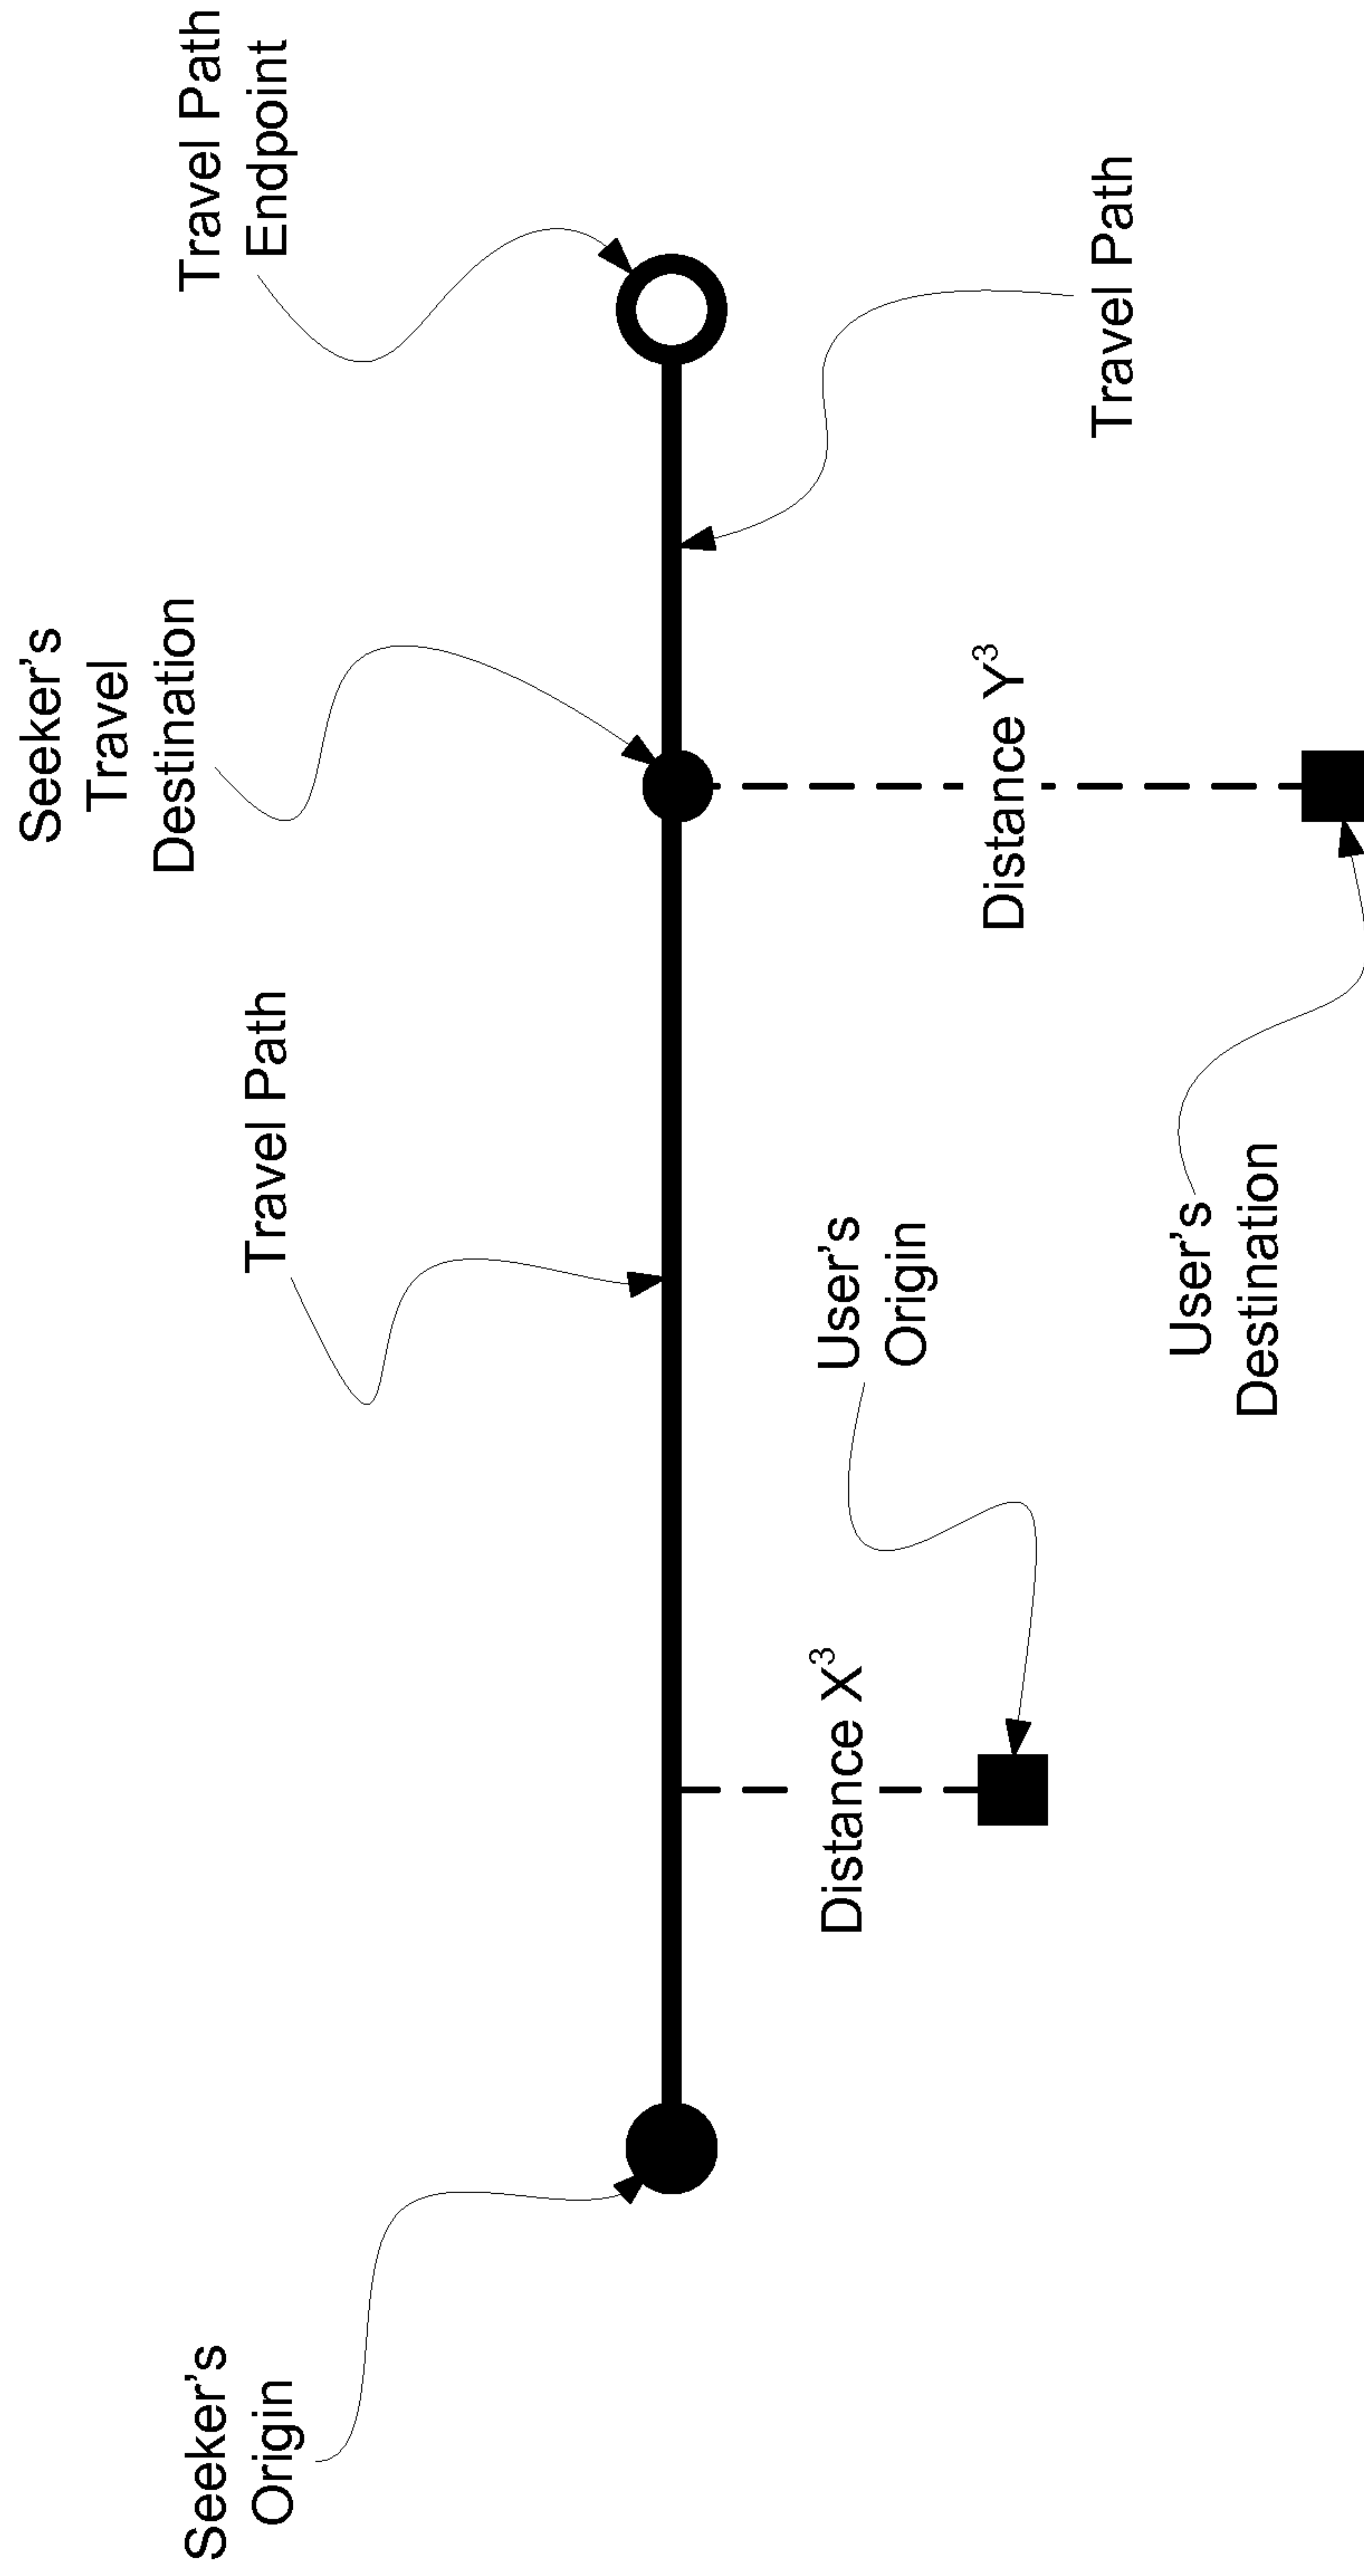 Seeker's
Origin
Travel Path
Seeker's
Travel
Destination
Travel Path
Endpoint
Distance X³
User's
Origin
Distance Y³
Travel Path
User's
Destination